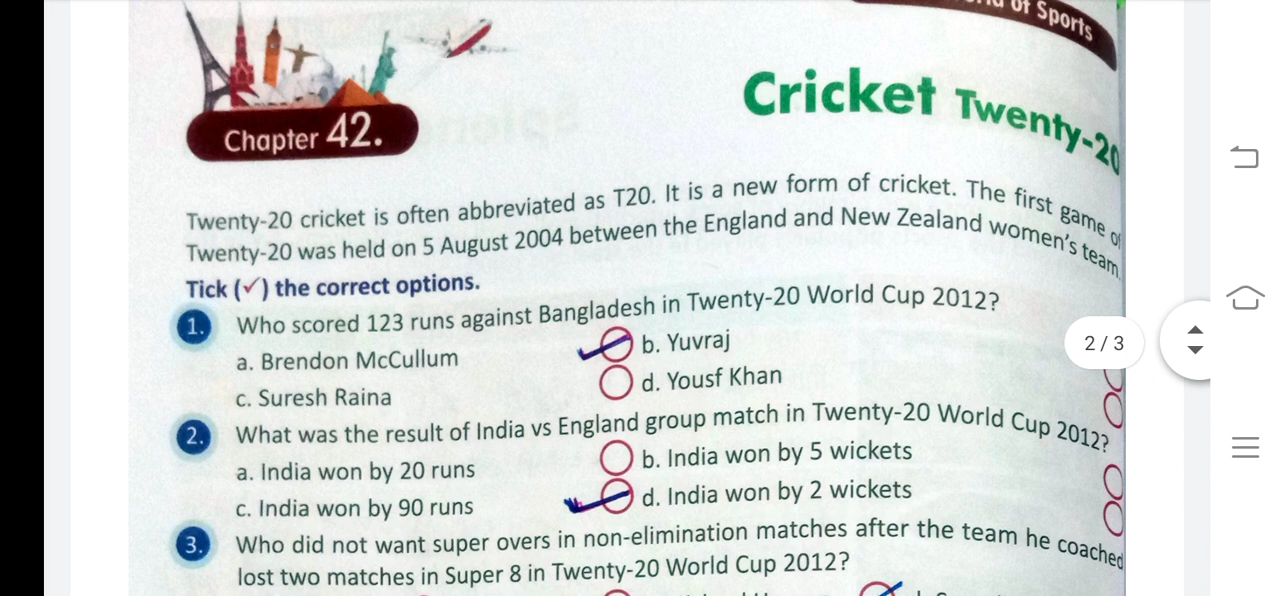 of Sports
Chapter 42.
Cricket Twenty-20
Twenty-20 cricket is often abbreviated as T20. It is a new form of cricket. The first game of
Twenty-20 was held on 5 August 2004 between the England and New Zealand women's team.
Tick (✓) the correct options.
1. Who scored 123 runs against Bangladesh in Twenty-20 World Cup 2012?
a. Brendon McCullum b. Yuvraj
c. Suresh Raina d. Yousf Khan
2. What was the result of India vs England group match in Twenty-20 World Cup 2012?
a. India won by 20 runs b. India won by 5 wickets
c. India won by 90 runs d. India won by 2 wickets
3. Who did not want super overs in non-elimination matches after the team he coached
lost two matches in Super 8 in Twenty-20 World Cup 2012?
2 / 3